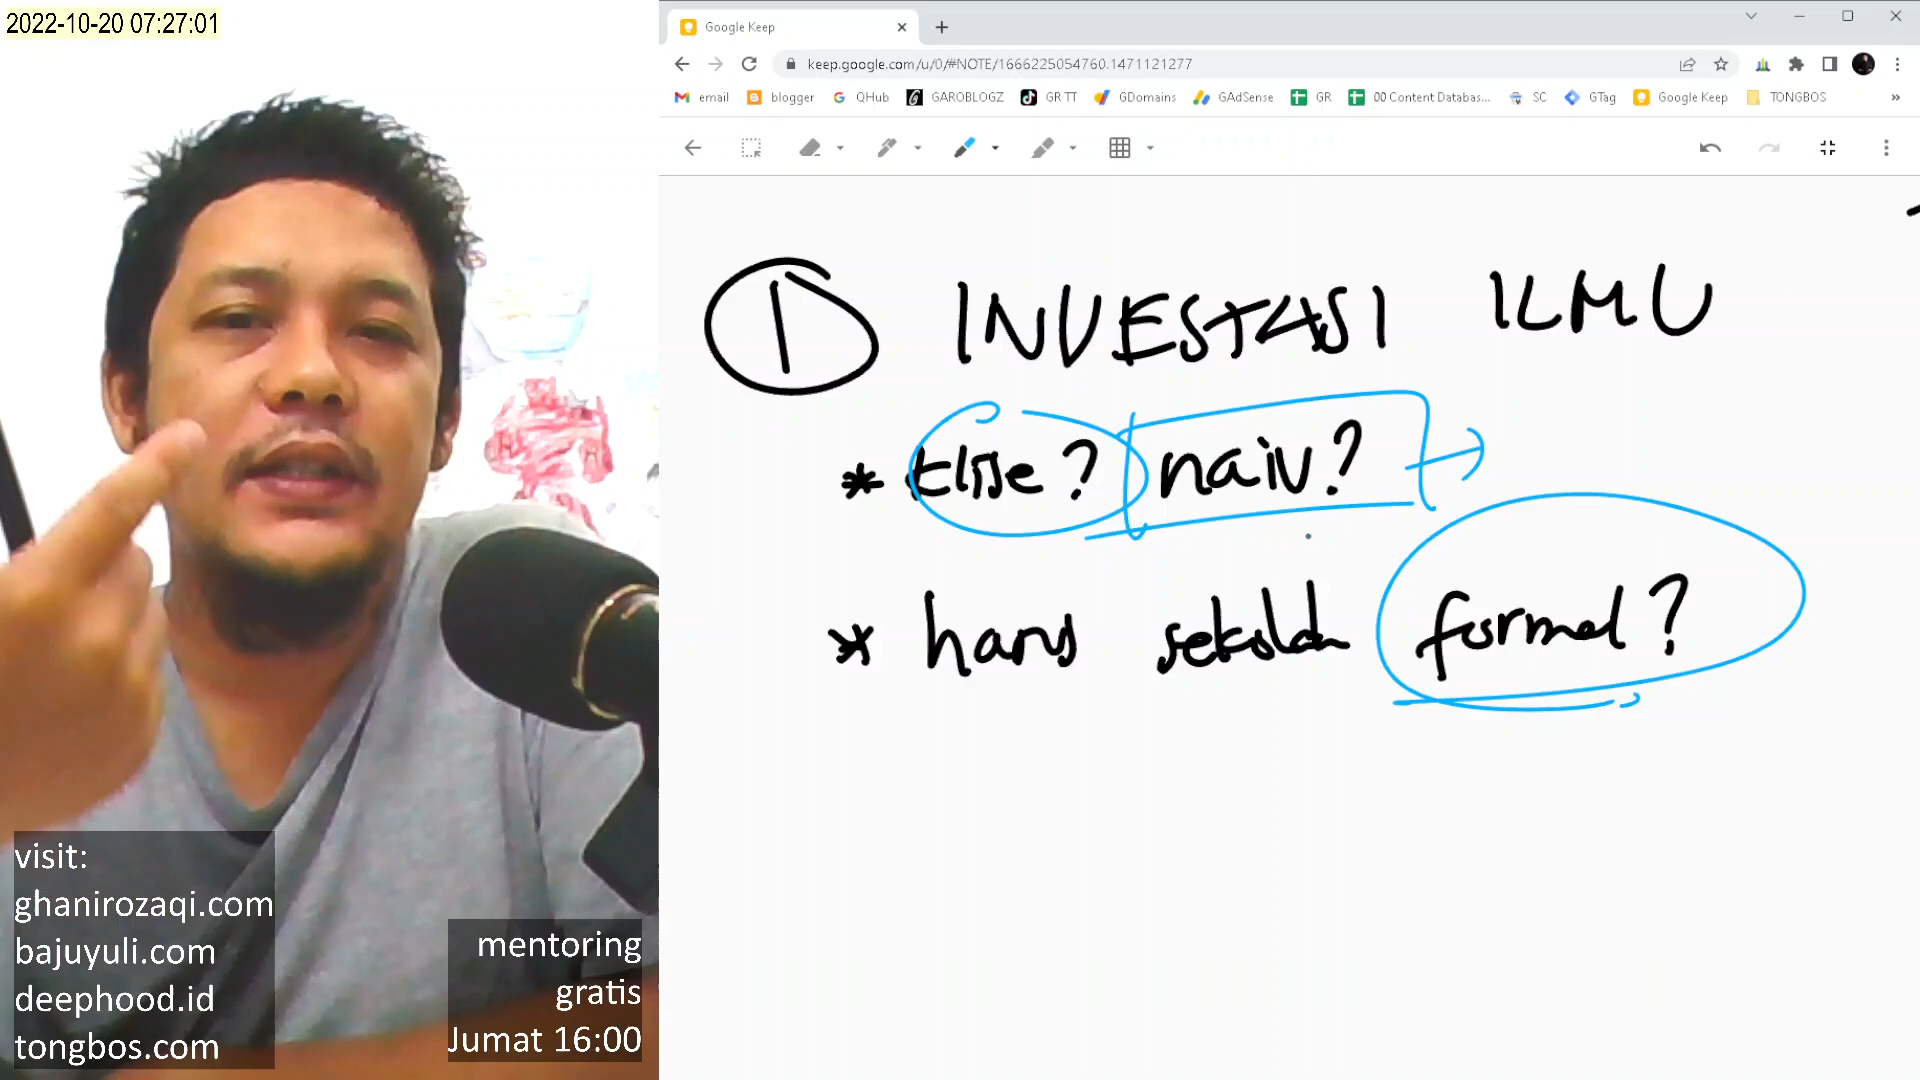 2022-10-20 07:27:01
Google Keep
keep.google.com/u/0/#NOTE/1666225054760.1471121277
email blogger QHub GAROBLOGZ GR TT GDomains GAdSense GR 00 Content Databas... SC GTag Google Keep TONGBOS »
1 INVESTASI ILMU
* klise? naiv?
* harus sekolah formal?
visit:
ghanirozaqi.com
bajuyuli.com
deephood.id
tongbos.com
mentoring
gratis
Jumat 16:00